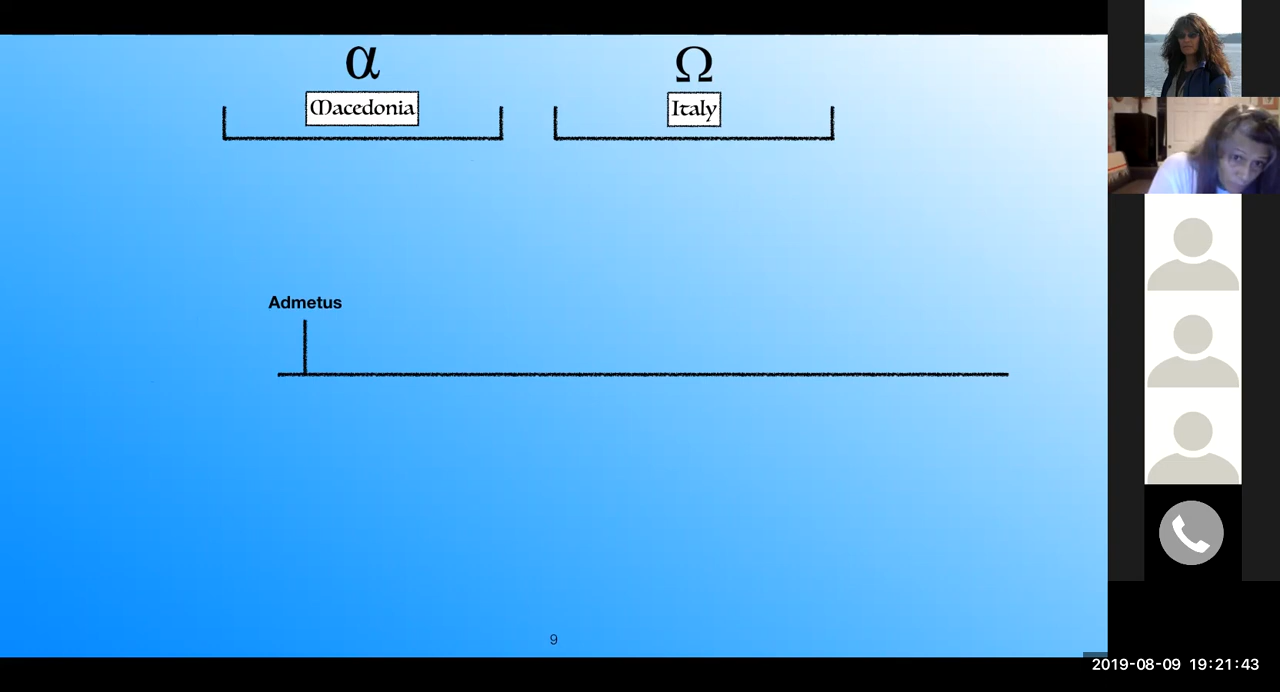 α
Ω
Macedonia
Italy
Admetus
9
2019-08-09 19:21:43